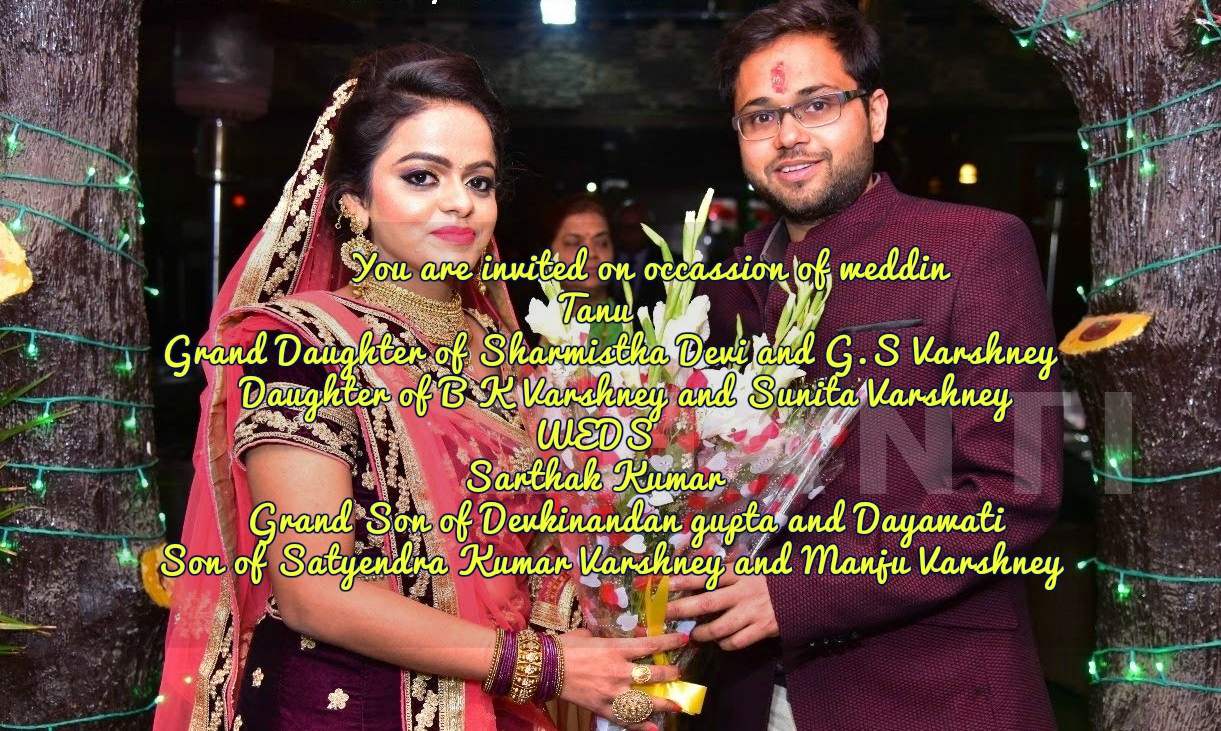 You are invited on occassion of weddin
Tanu
Grand Daughter of Sharmistha Devi and G.S Varshney
Daughter of B K Varshney and Sunita Varshney
WEDS
Sarthak Kumar
Grand Son of Devkinandan gupta and Dayawati
Son of Satyendra Kumar Varshney and Manju Varshney